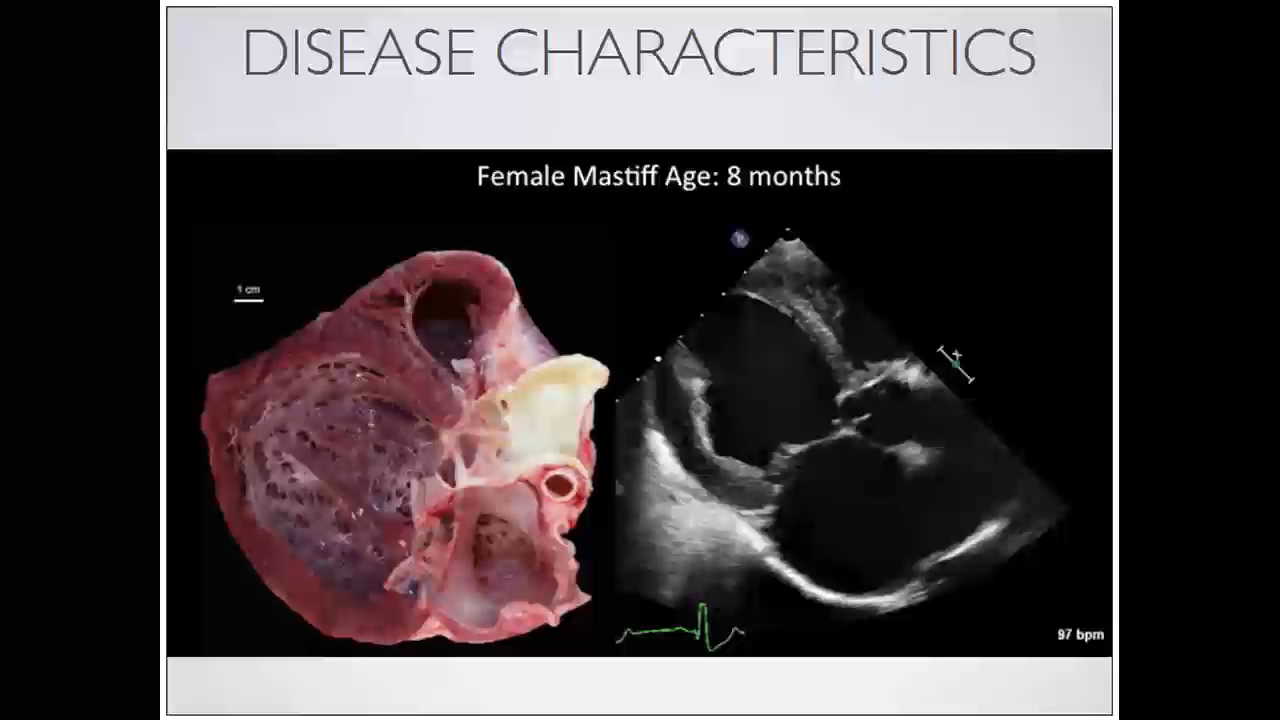 DISEASE CHARACTERISTICS
Female Mastiff Age: 8 months
1 cm
97 bpm